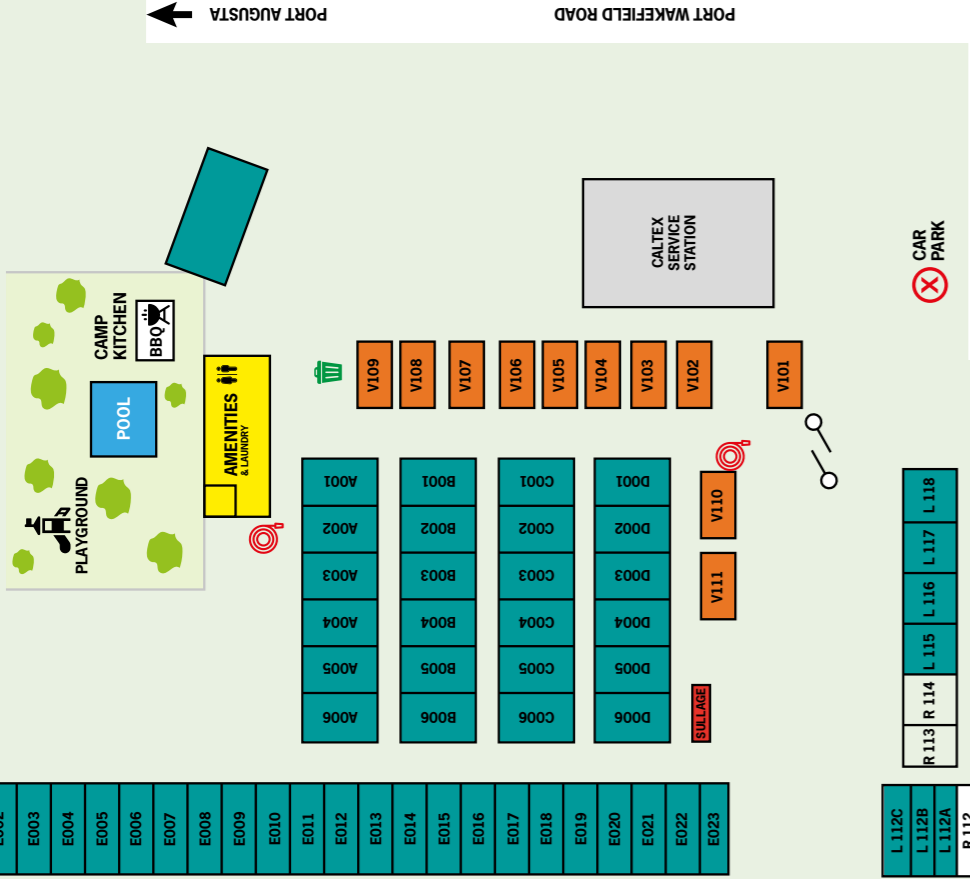 PORT AUGUSTA
PORT WAKEFIELD ROAD
CALTEX
SERVICE
STATION
CAR
PARK
X
CAMP
KITCHEN
BBQ
POOL
PLAYGROUND
AMENITIES
& LAUNDRY
V109
V108
V107
V106
V105
V104
V103
V102
V101
V110
V111
A001
A002
A003
A004
A005
A006
B001
B002
B003
B004
B005
B006
C001
C002
C003
C004
C005
C006
D001
D002
D003
D004
D005
D006
SULLAGE
L 118
L 117
L 116
L 115
R 114
R 113
E002
E003
E004
E005
E006
E007
E008
E009
E010
E011
E012
E013
E014
E015
E016
E017
E018
E019
E020
E021
E022
E023
L 112C
L 112B
L 112A
R 112